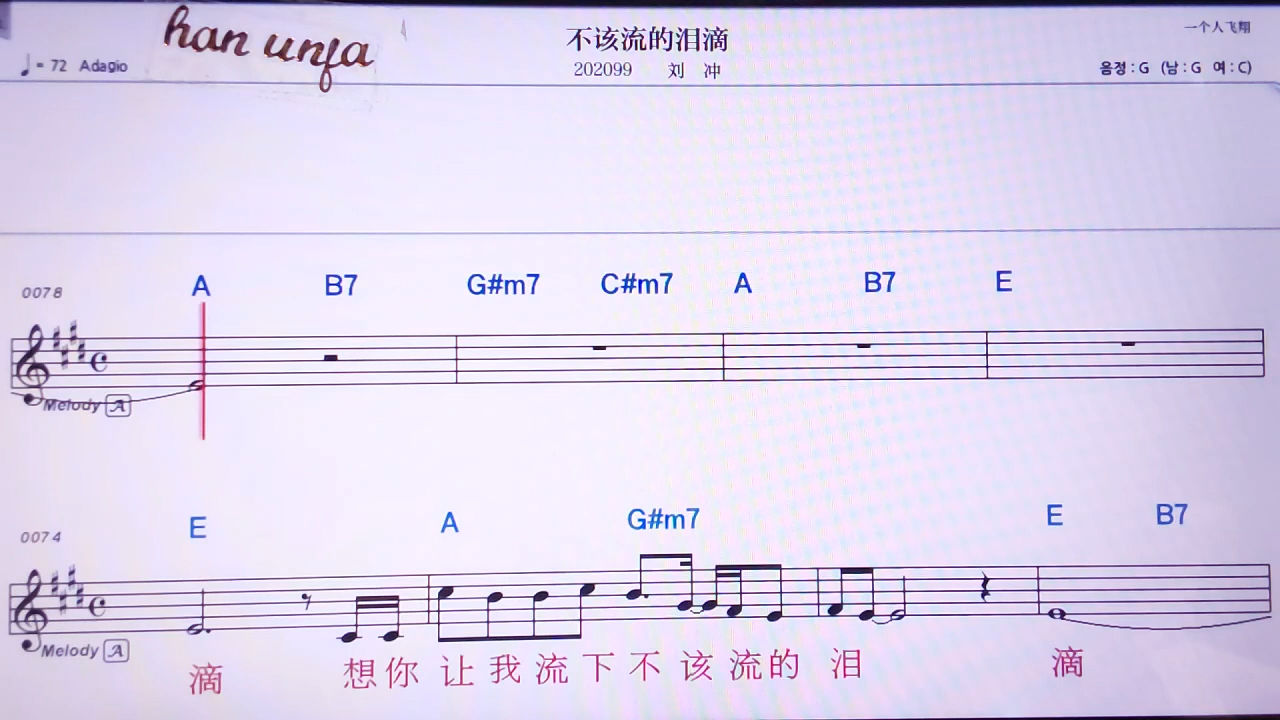 han unfa
不该流的泪滴
一个人飞翔
♩= 72 Adagio
202099 刘 冲
음정 : G (남 : G 여 : C)
0078
A B7 G#m7 C#m7 A B7 E
Melody A
0074
E A G#m7 E B7
Melody A
滴 想你 让我流下不该流的 泪 滴